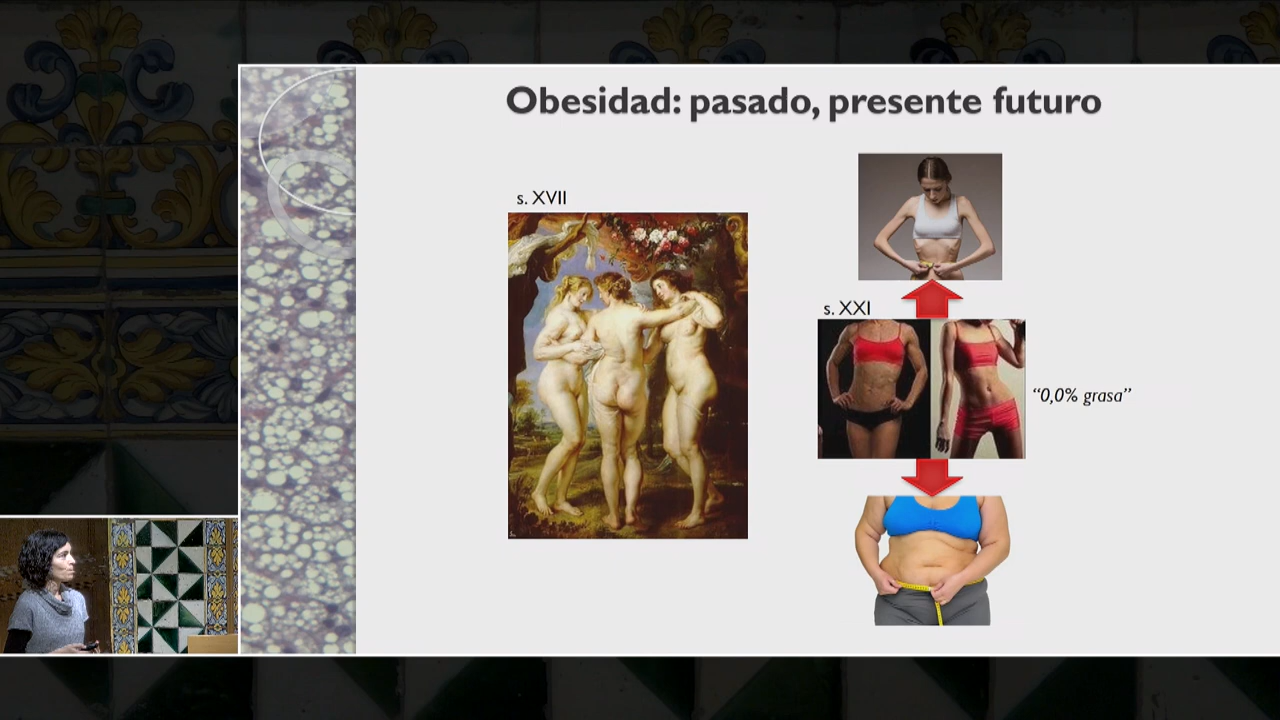 Obesidad: pasado, presente futuro
s. XVII
s. XXI
“0,0% grasa”